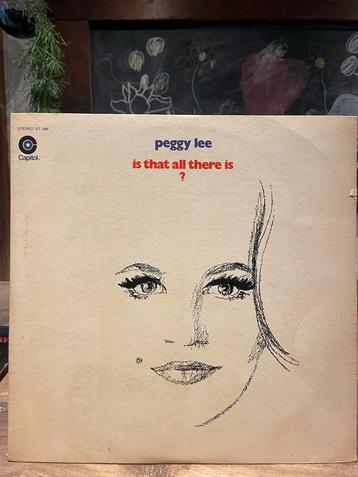 STEREO ST-386
Capitol.
peggy lee
is that all there is
?